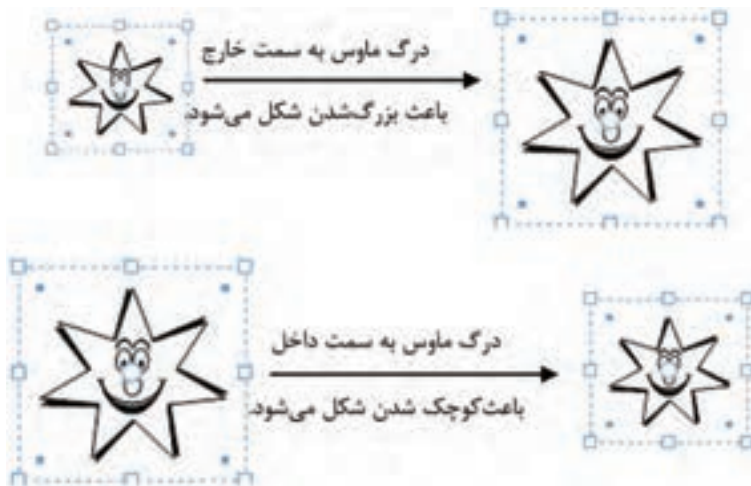 درگ ماوس به سمت خارج
باعث بزرگ‌شدن شکل می‌شود.
درگ ماوس به سمت داخل
باعث‌کوچک شدن شکل می‌شود.